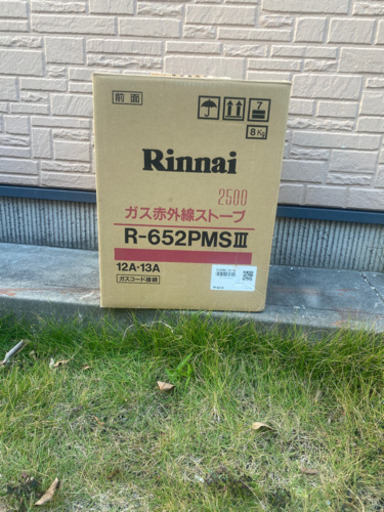 前面
7
8Kg
Rinnai
2500
ガス赤外線ストーブ
R-652PMSⅢ
12A・13A
ガスコード接続